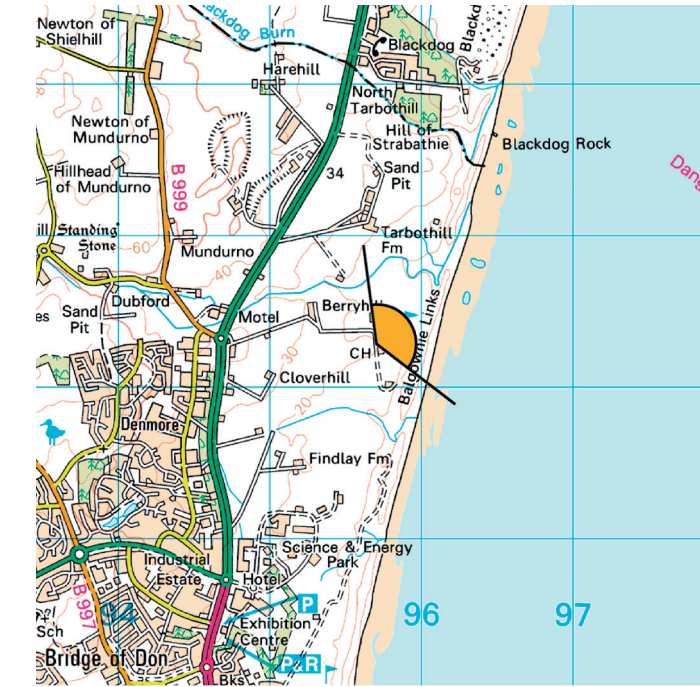 Newton of
Shielhill
Blackdog Burn
Blackdog
Harehill
North
Tarbothill
Newton of
Mundurno
Hill of
Strabathie
Blackdog Rock
Hillhead
of Mundurno
B 999
34
Sand
Pit
Standing
Stone
60
Tarbothill
Fm
Mundurno
40
Dubford
Sand
Pit
Motel
Berryh
Balgownie Links
CH
30
Cloverhill
20
Denmore
Findlay Fm
Science & Energy
Park
Industrial
Estate
Hotel
P
B 997
94
96
97
Sch
Exhibition
Centre
Bridge of Don
P&R
Bks